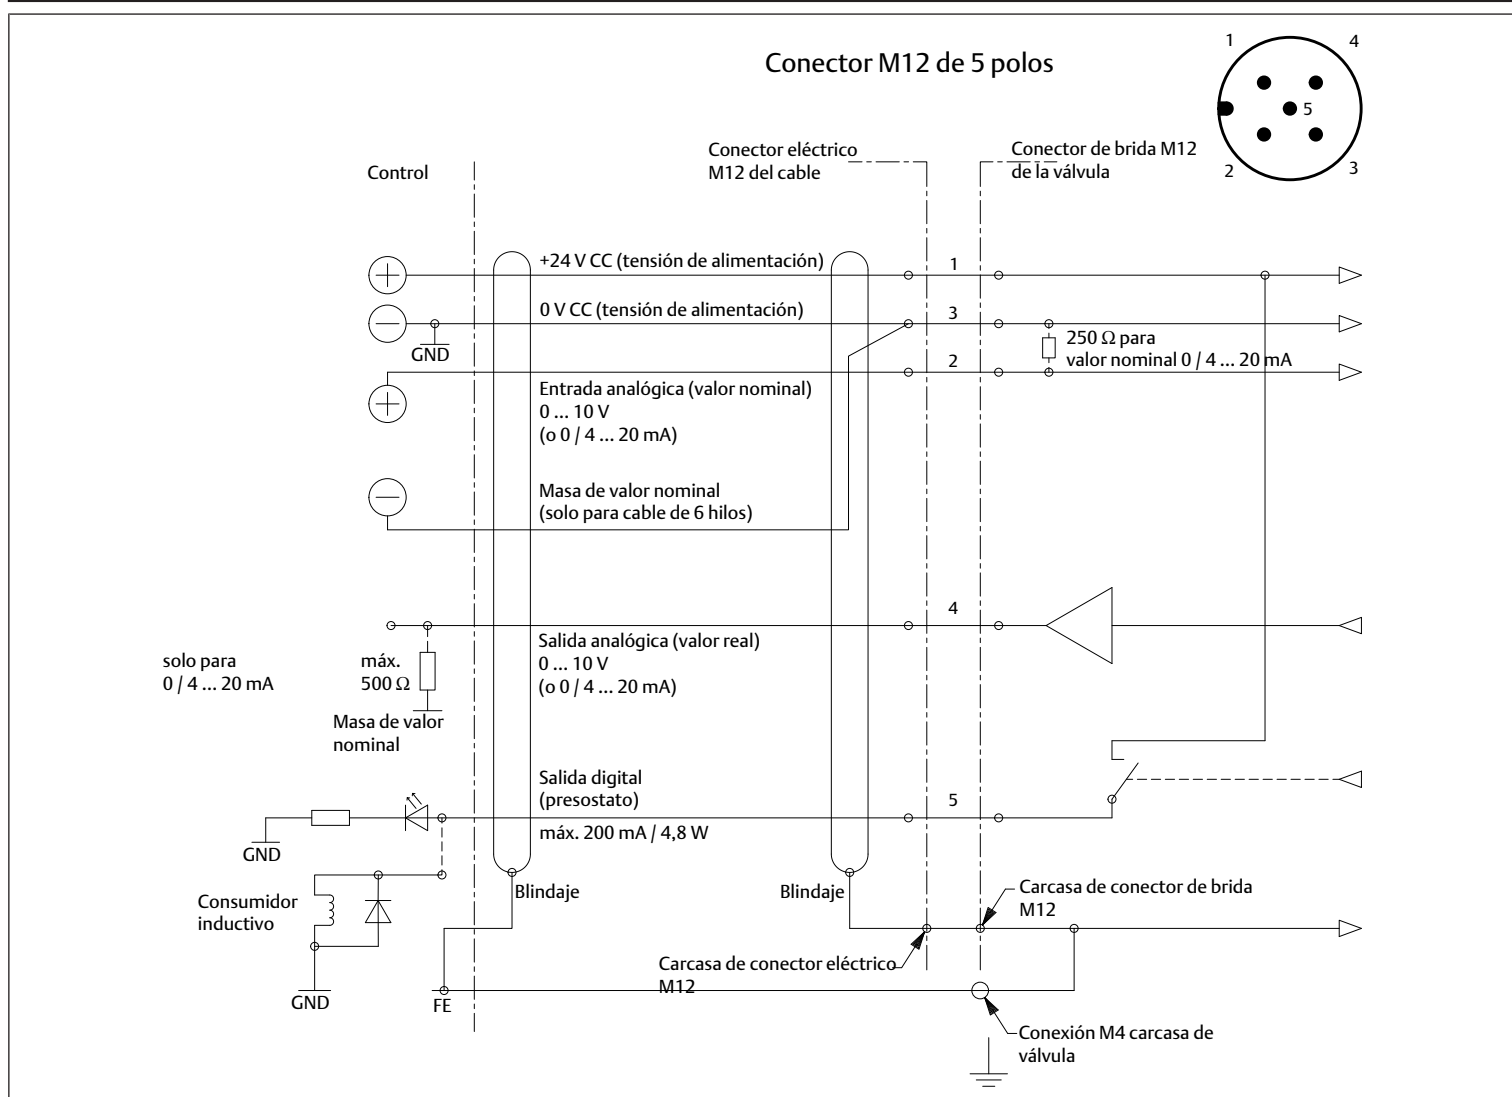 Conector M12 de 5 polos
1
4
5
2
3
Control
Conector eléctrico
M12 del cable
Conector de brida M12
de la válvula
+24 V CC (tensión de alimentación)
1
0 V CC (tensión de alimentación)
3
GND
250 Ω para
valor nominal 0 / 4 ... 20 mA
2
Entrada analógica (valor nominal)
0 ... 10 V
(o 0 / 4 ... 20 mA)
Masa de valor nominal
(solo para cable de 6 hilos)
4
Salida analógica (valor real)
0 ... 10 V
(o 0 / 4 ... 20 mA)
solo para
0 / 4 ... 20 mA
máx.
500 Ω
Masa de valor
nominal
Salida digital
(presostato)
5
máx. 200 mA / 4,8 W
GND
Consumidor
inductivo
Blindaje
Blindaje
Carcasa de conector de brida
M12
Carcasa de conector eléctrico
M12
GND
FE
Conexión M4 carcasa de
válvula